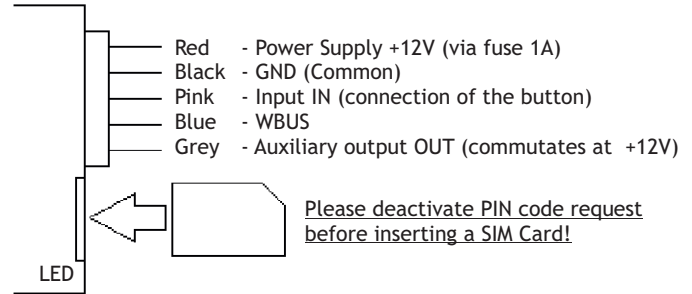 Red - Power Supply +12V (via fuse 1A)
Black - GND (Common)
Pink - Input IN (connection of the button)
Blue - WBUS
Grey - Auxiliary output OUT (commutates at +12V)
Please deactivate PIN code request
before inserting a SIM Card!
LED